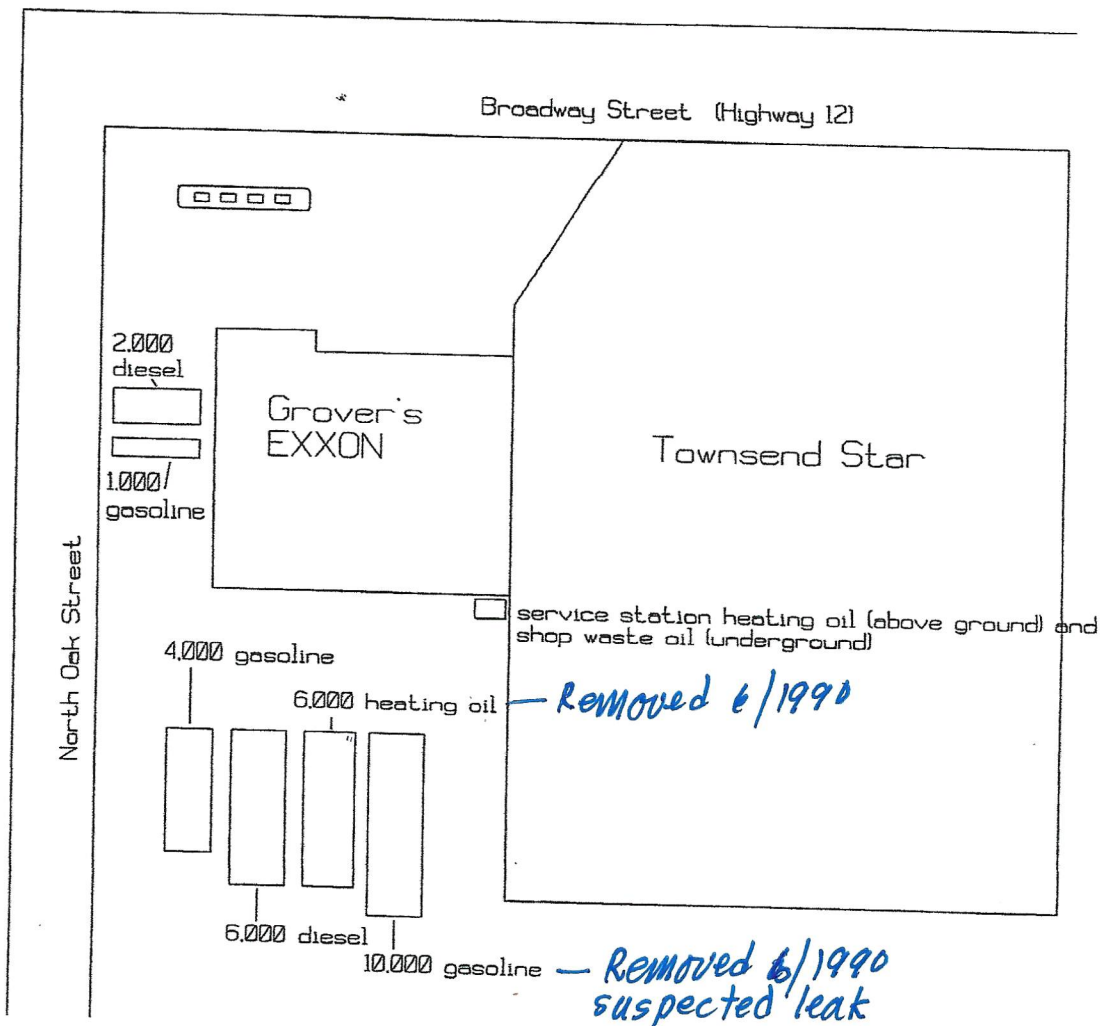 Broadway Street (Highway 12)
2,000
diesel
Grover's
EXXON
Townsend Star
1,000
gasoline
North Oak Street
service station heating oil (above ground) and
shop waste oil (underground)
4,000 gasoline
6,000 heating oil — Removed 6/1990
6,000 diesel
10,000 gasoline — Removed 6/1990
suspected leak